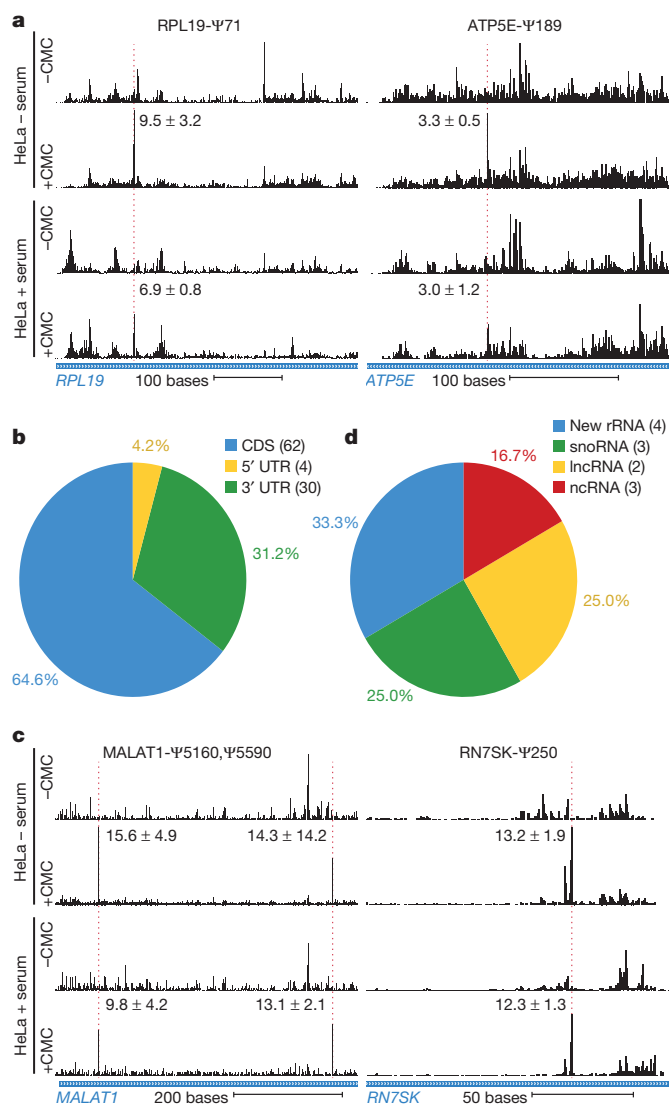 a
RPL19-Ψ71
ATP5E-Ψ189
HeLa – serum
–CMC
+CMC
9.5 ± 3.2
3.3 ± 0.5
HeLa + serum
–CMC
+CMC
6.9 ± 0.8
3.0 ± 1.2
RPL19
100 bases
ATP5E
100 bases
b
4.2%
CDS (62)
5′ UTR (4)
3′ UTR (30)
31.2%
64.6%
d
New rRNA (4)
snoRNA (3)
lncRNA (2)
ncRNA (3)
16.7%
33.3%
25.0%
25.0%
c
MALAT1-Ψ5160,Ψ5590
RN7SK-Ψ250
HeLa – serum
–CMC
+CMC
15.6 ± 4.9
14.3 ± 14.2
13.2 ± 1.9
HeLa + serum
–CMC
+CMC
9.8 ± 4.2
13.1 ± 2.1
12.3 ± 1.3
MALAT1
200 bases
RN7SK
50 bases